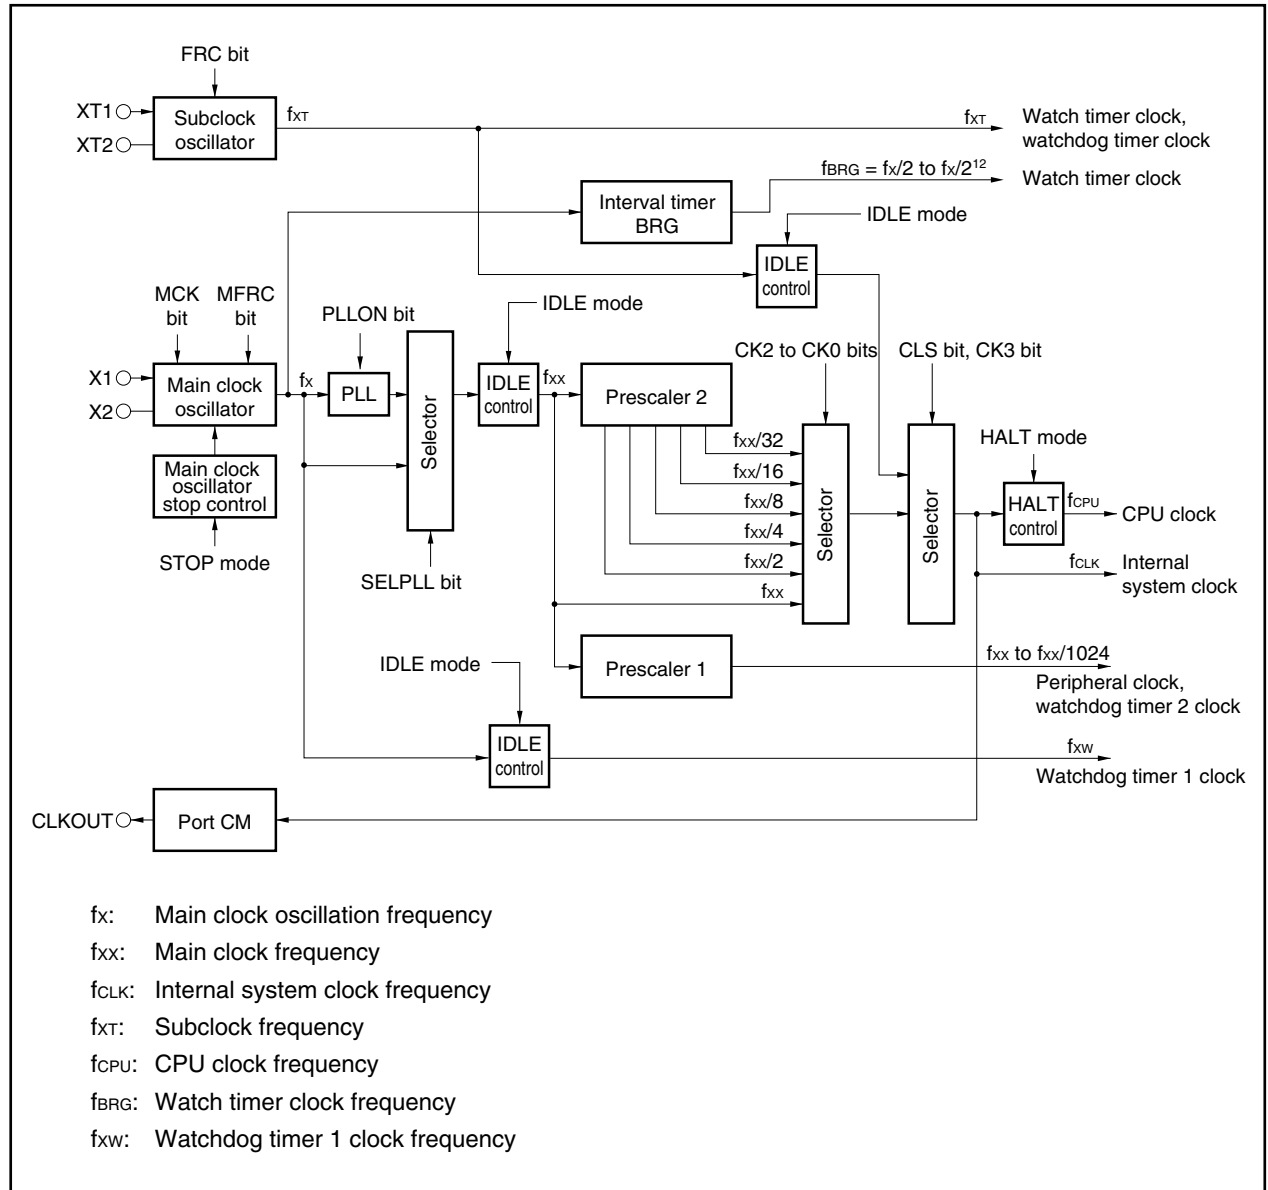 FRC bit
XT1
XT2
Subclock
oscillator
fXT
fXT
Watch timer clock,
watchdog timer clock
fBRG = fX/2 to fX/2¹²
Watch timer clock
Interval timer
BRG
IDLE mode
IDLE
control
MCK
bit
MFRC
bit
PLLON bit
IDLE mode
X1
X2
Main clock
oscillator
fX
PLL
Selector
IDLE
control
fXX
Prescaler 2
CK2 to CK0 bits
CLS bit, CK3 bit
Main clock
oscillator
stop control
STOP mode
SELPLL bit
fXX/32
fXX/16
fXX/8
fXX/4
fXX/2
fXX
Selector
Selector
HALT mode
HALT
control
fCPU
CPU clock
fCLK
Internal
system clock
IDLE mode
Prescaler 1
fXX to fXX/1024
Peripheral clock,
watchdog timer 2 clock
IDLE
control
fXW
Watchdog timer 1 clock
CLKOUT
Port CM
fX: Main clock oscillation frequency
fXX: Main clock frequency
fCLK: Internal system clock frequency
fXT: Subclock frequency
fCPU: CPU clock frequency
fBRG: Watch timer clock frequency
fXW: Watchdog timer 1 clock frequency